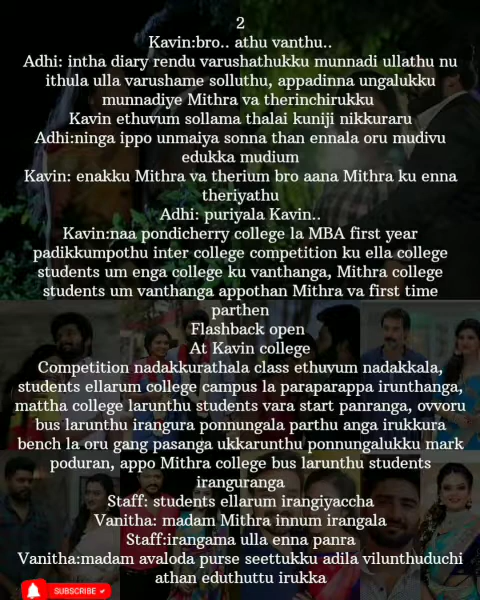 2
Kavin:bro.. athu vanthu..
Adhi: intha diary rendu varushathukku munnadi ullathu nu
ithula ulla varushame solluthu, appadinna ungalukku
munnadiye Mithra va therinchirukku
Kavin ethuvum sollama thalai kuniji nikkuraru
Adhi:ninga ippo unmaiya sonna than ennala oru mudivu
edukka mudium
Kavin: enakku Mithra va therium bro aana Mithra ku enna
theriyathu
Adhi: puriyala Kavin..
Kavin:naa pondicherry college la MBA first year
padikkumpothu inter college competition ku ella college
students um enga college ku vanthanga, Mithra college
students um vanthanga appothan Mithra va first time
parthen
Flashback open
At Kavin college
Competition nadakkurathala class ethuvum nadakkala,
students ellarum college campus la paraparappa irunthanga,
mattha college larunthu students vara start panranga, ovvoru
bus larunthu irangura ponnungala parthu anga irukkura
bench la oru gang pasanga ukkarunthu ponnungalukku mark
poduran, appo Mithra college bus larunthu students
iranguranga
Staff: students ellarum irangiyaccha
Vanitha: madam Mithra innum irangala
Staff:irangama ulla enna panra
Vanitha:madam avaloda purse seettukku adila vilunthuduchi
athan eduthuttu irukka
SUBSCRIBE